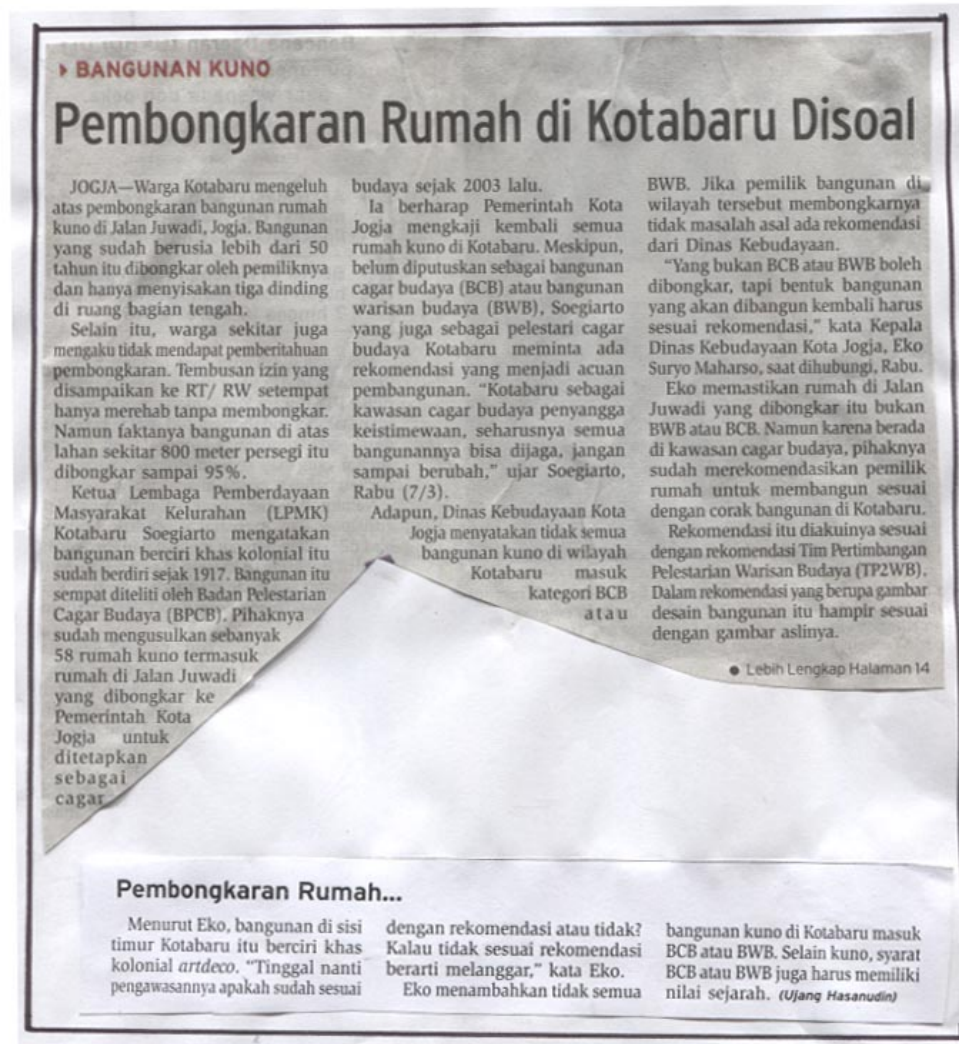 BANGUNAN KUNO
Pembongkaran Rumah di Kotabaru Disoal
JOGJA—Warga Kotabaru mengeluh
atas pembongkaran bangunan rumah
kuno di Jalan Juwadi, Jogja. Bangunan
yang sudah berusia lebih dari 50
tahun itu dibongkar oleh pemiliknya
dan hanya menyisakan tiga dinding
di ruang bagian tengah.
Selain itu, warga sekitar juga
mengaku tidak mendapat pemberitahuan
pembongkaran. Tembusan izin yang
disampaikan ke RT/ RW setempat
hanya merehab tanpa membongkar.
Namun faktanya bangunan di atas
lahan sekitar 800 meter persegi itu
dibongkar sampai 95%.
Ketua Lembaga Pemberdayaan
Masyarakat Kelurahan (LPMK)
Kotabaru Soegiarto mengatakan
bangunan berciri khas kolonial itu
sudah berdiri sejak 1917. Bangunan itu
sempat diteliti oleh Badan Pelestarian
Cagar Budaya (BPCB). Pihaknya
sudah mengusulkan sebanyak
58 rumah kuno termasuk
rumah di Jalan Juwadi
yang dibongkar ke
Pemerintah Kota
Jogja untuk
ditetapkan
sebagai
cagar
budaya sejak 2003 lalu.
Ia berharap Pemerintah Kota
Jogja mengkaji kembali semua
rumah kuno di Kotabaru. Meskipun,
belum diputuskan sebagai bangunan
cagar budaya (BCB) atau bangunan
warisan budaya (BWB), Soegiarto
yang juga sebagai pelestari cagar
budaya Kotabaru meminta ada
rekomendasi yang menjadi acuan
pembangunan. “Kotabaru sebagai
kawasan cagar budaya penyangga
keistimewaan, seharusnya semua
bangunannya bisa dijaga, jangan
sampai berubah,” ujar Soegiarto,
Rabu (7/3).
Adapun, Dinas Kebudayaan Kota
Jogja menyatakan tidak semua
bangunan kuno di wilayah
Kotabaru masuk
kategori BCB
atau
BWB. Jika pemilik bangunan di
wilayah tersebut membongkarnya
tidak masalah asal ada rekomendasi
dari Dinas Kebudayaan.
“Yang bukan BCB atau BWB boleh
dibongkar, tapi bentuk bangunan
yang akan dibangun kembali harus
sesuai rekomendasi,” kata Kepala
Dinas Kebudayaan Kota Jogja, Eko
Suryo Maharso, saat dihubungi, Rabu.
Eko memastikan rumah di Jalan
Juwadi yang dibongkar itu bukan
BWB atau BCB. Namun karena berada
di kawasan cagar budaya, pihaknya
sudah merekomendasikan pemilik
rumah untuk membangun sesuai
dengan corak bangunan di Kotabaru.
Rekomendasi itu diakuinya sesuai
dengan rekomendasi Tim Pertimbangan
Pelestarian Warisan Budaya (TP2WB).
Dalam rekomendasi yang berupa gambar
desain bangunan itu hampir sesuai
dengan gambar aslinya.
● Lebih Lengkap Halaman 14
Pembongkaran Rumah...
Menurut Eko, bangunan di sisi
timur Kotabaru itu berciri khas
kolonial artdeco. “Tinggal nanti
pengawasannya apakah sudah sesuai
dengan rekomendasi atau tidak?
Kalau tidak sesuai rekomendasi
berarti melanggar,” kata Eko.
Eko menambahkan tidak semua
bangunan kuno di Kotabaru masuk
BCB atau BWB. Selain kuno, syarat
BCB atau BWB juga harus memiliki
nilai sejarah. (Ujang Hasanudin)